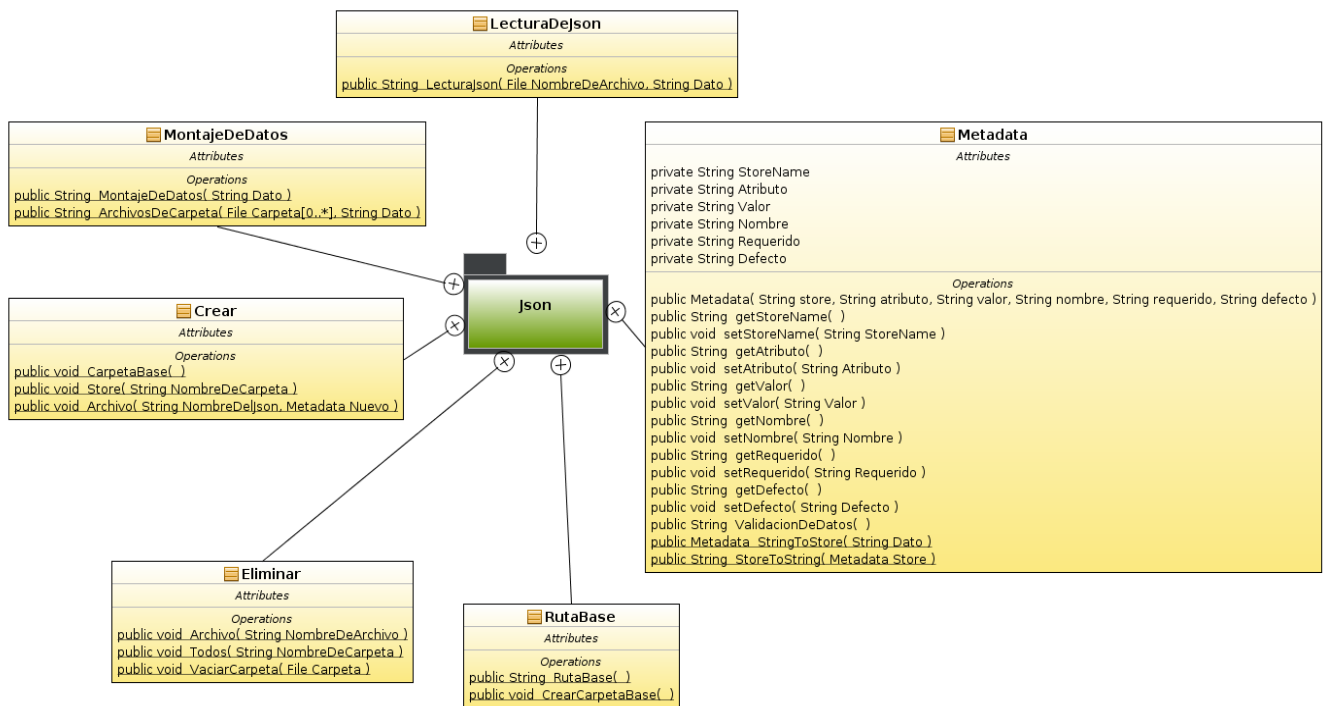 LecturaDeJson
Attributes
Operations
public String LecturaJson( File NombreDeArchivo, String Dato )
MontajeDeDatos
Attributes
Operations
public String MontajeDeDatos( String Dato )
public String ArchivosDeCarpeta( File Carpeta[0..*], String Dato )
Metadata
Attributes
private String StoreName
private String Atributo
private String Valor
private String Nombre
private String Requerido
private String Defecto
Operations
public Metadata( String store, String atributo, String valor, String nombre, String requerido, String defecto )
public String getStoreName( )
public void setStoreName( String StoreName )
public String getAtributo( )
public void setAtributo( String Atributo )
public String getValor( )
public void setValor( String Valor )
public String getNombre( )
public void setNombre( String Nombre )
public String getRequerido( )
public void setRequerido( String Requerido )
public String getDefecto( )
public void setDefecto( String Defecto )
public String ValidacionDeDatos( )
public Metadata StringToStore( String Dato )
public String StoreToString( Metadata Store )
Json
Crear
Attributes
Operations
public void CarpetaBase( )
public void Store( String NombreDeCarpeta )
public void Archivo( String NombreDelJson, Metadata Nuevo )
Eliminar
Attributes
Operations
public void Archivo( String NombreDeArchivo )
public void Todos( String NombreDeCarpeta )
public void VaciarCarpeta( File Carpeta )
RutaBase
Attributes
Operations
public String RutaBase( )
public void CrearCarpetaBase( )